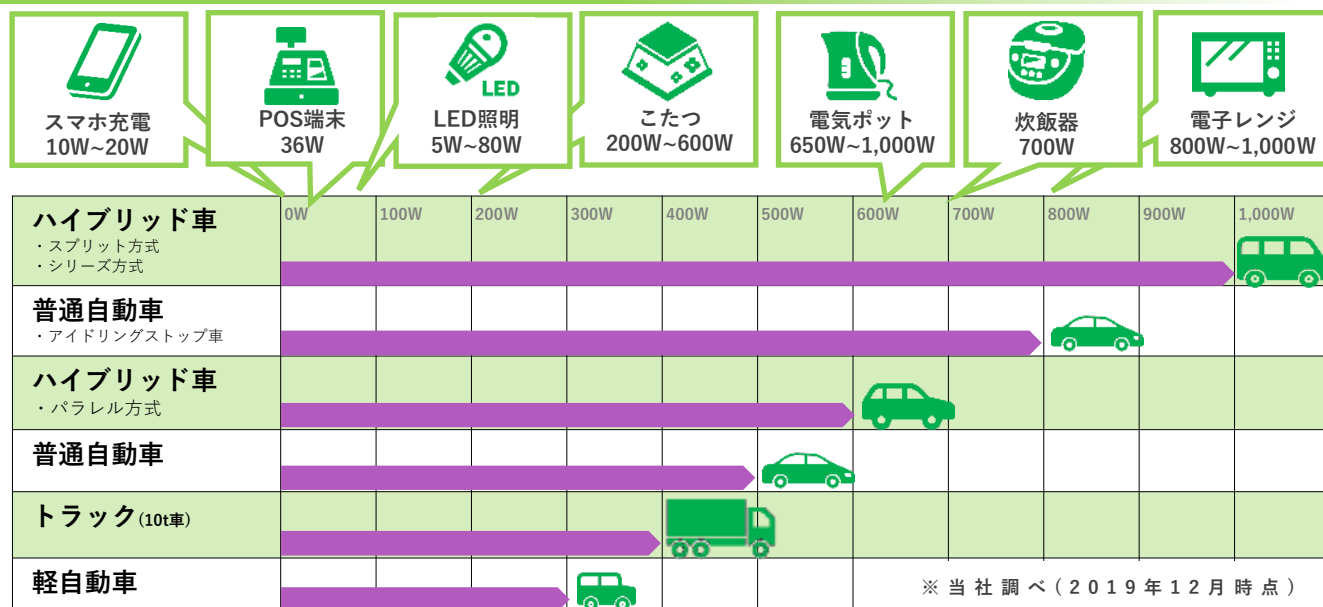 LED
スマホ充電
10W~20W
POS端末
36W
LED照明
5W~80W
こたつ
200W~600W
電気ポット
650W~1,000W
炊飯器
700W
電子レンジ
800W~1,000W
0W 100W 200W 300W 400W 500W 600W 700W 800W 900W 1,000W
ハイブリッド車
・スプリット方式
・シリーズ方式
普通自動車
・アイドリングストップ車
ハイブリッド車
・パラレル方式
普通自動車
トラック(10t車)
軽自動車
※当社調べ(2019年12月時点)